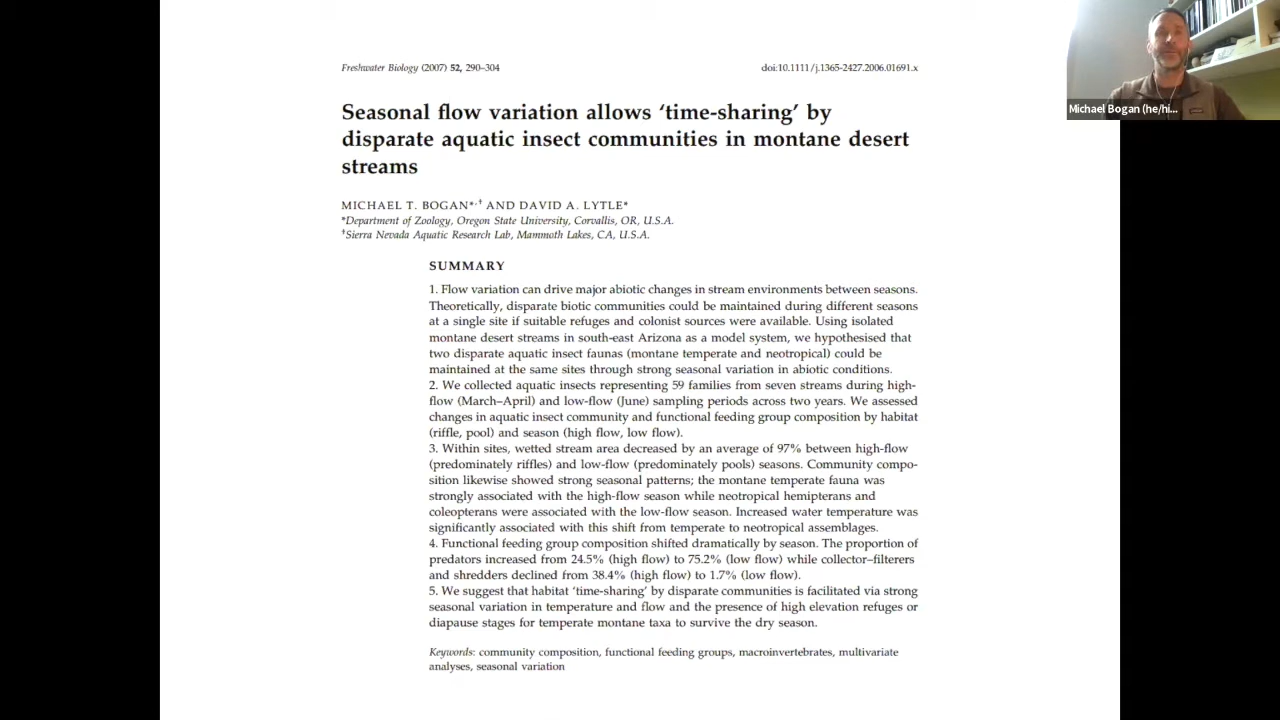 Freshwater Biology (2007) 52, 290–304
doi:10.1111/j.1365-2427.2006.01691.x
Michael Bogan (he/hi...
Seasonal flow variation allows ‘time-sharing’ by
disparate aquatic insect communities in montane desert
streams
MICHAEL T. BOGAN*,† AND DAVID A. LYTLE*
*Department of Zoology, Oregon State University, Corvallis, OR, U.S.A.
†Sierra Nevada Aquatic Research Lab, Mammoth Lakes, CA, U.S.A.
SUMMARY
1. Flow variation can drive major abiotic changes in stream environments between seasons.
Theoretically, disparate biotic communities could be maintained during different seasons
at a single site if suitable refuges and colonist sources were available. Using isolated
montane desert streams in south-east Arizona as a model system, we hypothesised that
two disparate aquatic insect faunas (montane temperate and neotropical) could be
maintained at the same sites through strong seasonal variation in abiotic conditions.
2. We collected aquatic insects representing 59 families from seven streams during high-
flow (March–April) and low-flow (June) sampling periods across two years. We assessed
changes in aquatic insect community and functional feeding group composition by habitat
(riffle, pool) and season (high flow, low flow).
3. Within sites, wetted stream area decreased by an average of 97% between high-flow
(predominately riffles) and low-flow (predominately pools) seasons. Community compo-
sition likewise showed strong seasonal patterns; the montane temperate fauna was
strongly associated with the high-flow season while neotropical hemipterans and
coleopterans were associated with the low-flow season. Increased water temperature was
significantly associated with this shift from temperate to neotropical assemblages.
4. Functional feeding group composition shifted dramatically by season. The proportion of
predators increased from 24.5% (high flow) to 75.2% (low flow) while collector–filterers
and shredders declined from 38.4% (high flow) to 1.7% (low flow).
5. We suggest that habitat ‘time-sharing’ by disparate communities is facilitated via strong
seasonal variation in temperature and flow and the presence of high elevation refuges or
diapause stages for temperate montane taxa to survive the dry season.
Keywords: community composition, functional feeding groups, macroinvertebrates, multivariate
analyses, seasonal variation